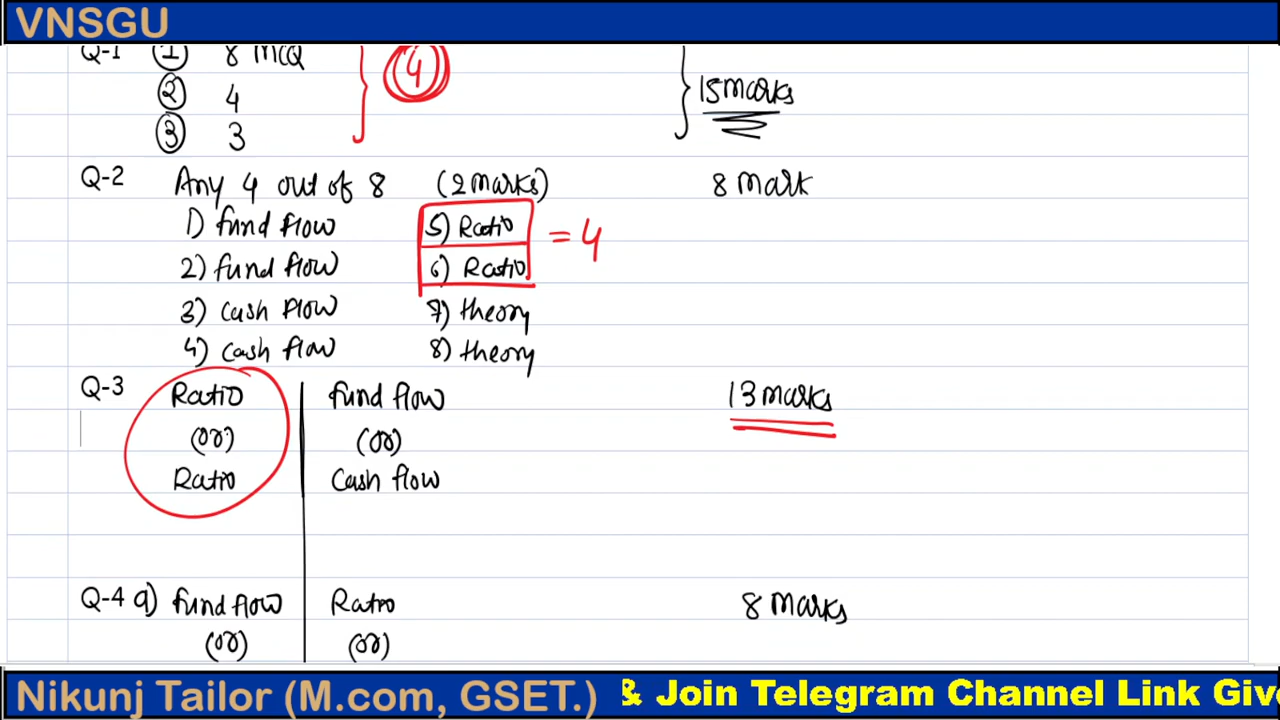 VNSGU
Q-1 ① 8 MCQ 4
② 4 15 marks
③ 3
Q-2 Any 4 out of 8 (2 marks) 8 mark
1) fund flow 5) Ratio = 4
2) fund flow 6) Ratio
3) Cash flow 7) theory
4) Cash flow 8) theory
Q-3 Ratio fund flow 13 marks
(or) (or)
Ratio Cash flow
Q-4 a) fund flow Ratio 8 marks
(or) (or)
Nikunj Tailor (M.com, GSET.) & Join Telegram Channel Link Giv